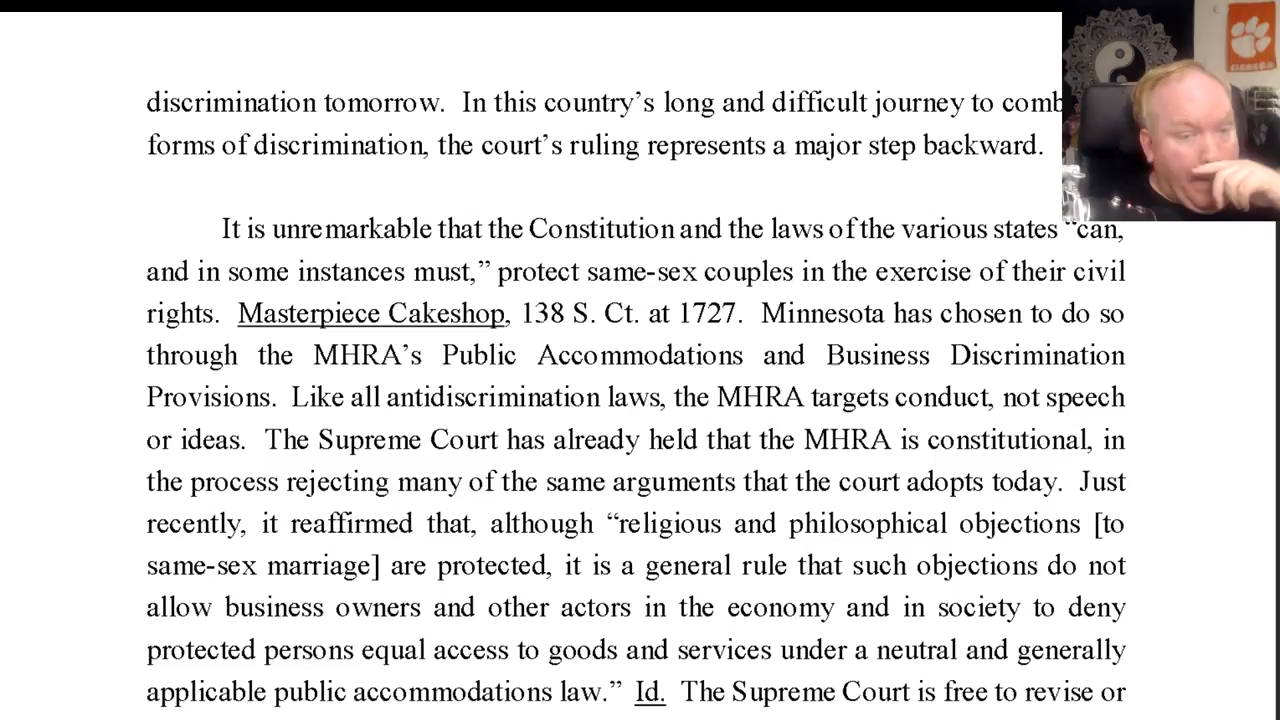 discrimination tomorrow. In this country's long and difficult journey to
forms of discrimination, the court's ruling represents a major step backward.
It is unremarkable that the Constitution and the laws of the various states “can,
and in some instances must,” protect same-sex couples in the exercise of their civil
rights. Masterpiece Cakeshop, 138 S. Ct. at 1727. Minnesota has chosen to do so
through the MHRA’s Public Accommodations and Business Discrimination
Provisions. Like all antidiscrimination laws, the MHRA targets conduct, not speech
or ideas. The Supreme Court has already held that the MHRA is constitutional, in
the process rejecting many of the same arguments that the court adopts today. Just
recently, it reaffirmed that, although “religious and philosophical objections [to
same-sex marriage] are protected, it is a general rule that such objections do not
allow business owners and other actors in the economy and in society to deny
protected persons equal access to goods and services under a neutral and generally
applicable public accommodations law.” Id. The Supreme Court is free to revise or